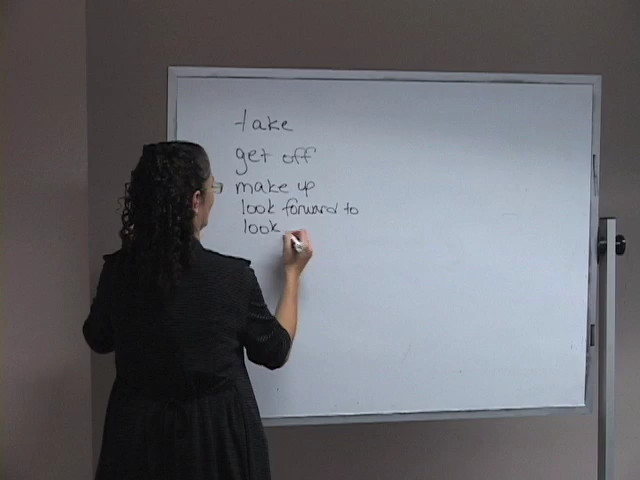 take
get off
make up
look forward to
look